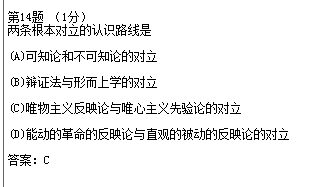 第14题 （1分）
两条根本对立的认识路线是
(A)可知论和不可知论的对立
(B)辩证法与形而上学的对立
(C)唯物主义反映论与唯心主义先验论的对立
(D)能动的革命的反映论与直观的被动的反映论的对立
答案：C